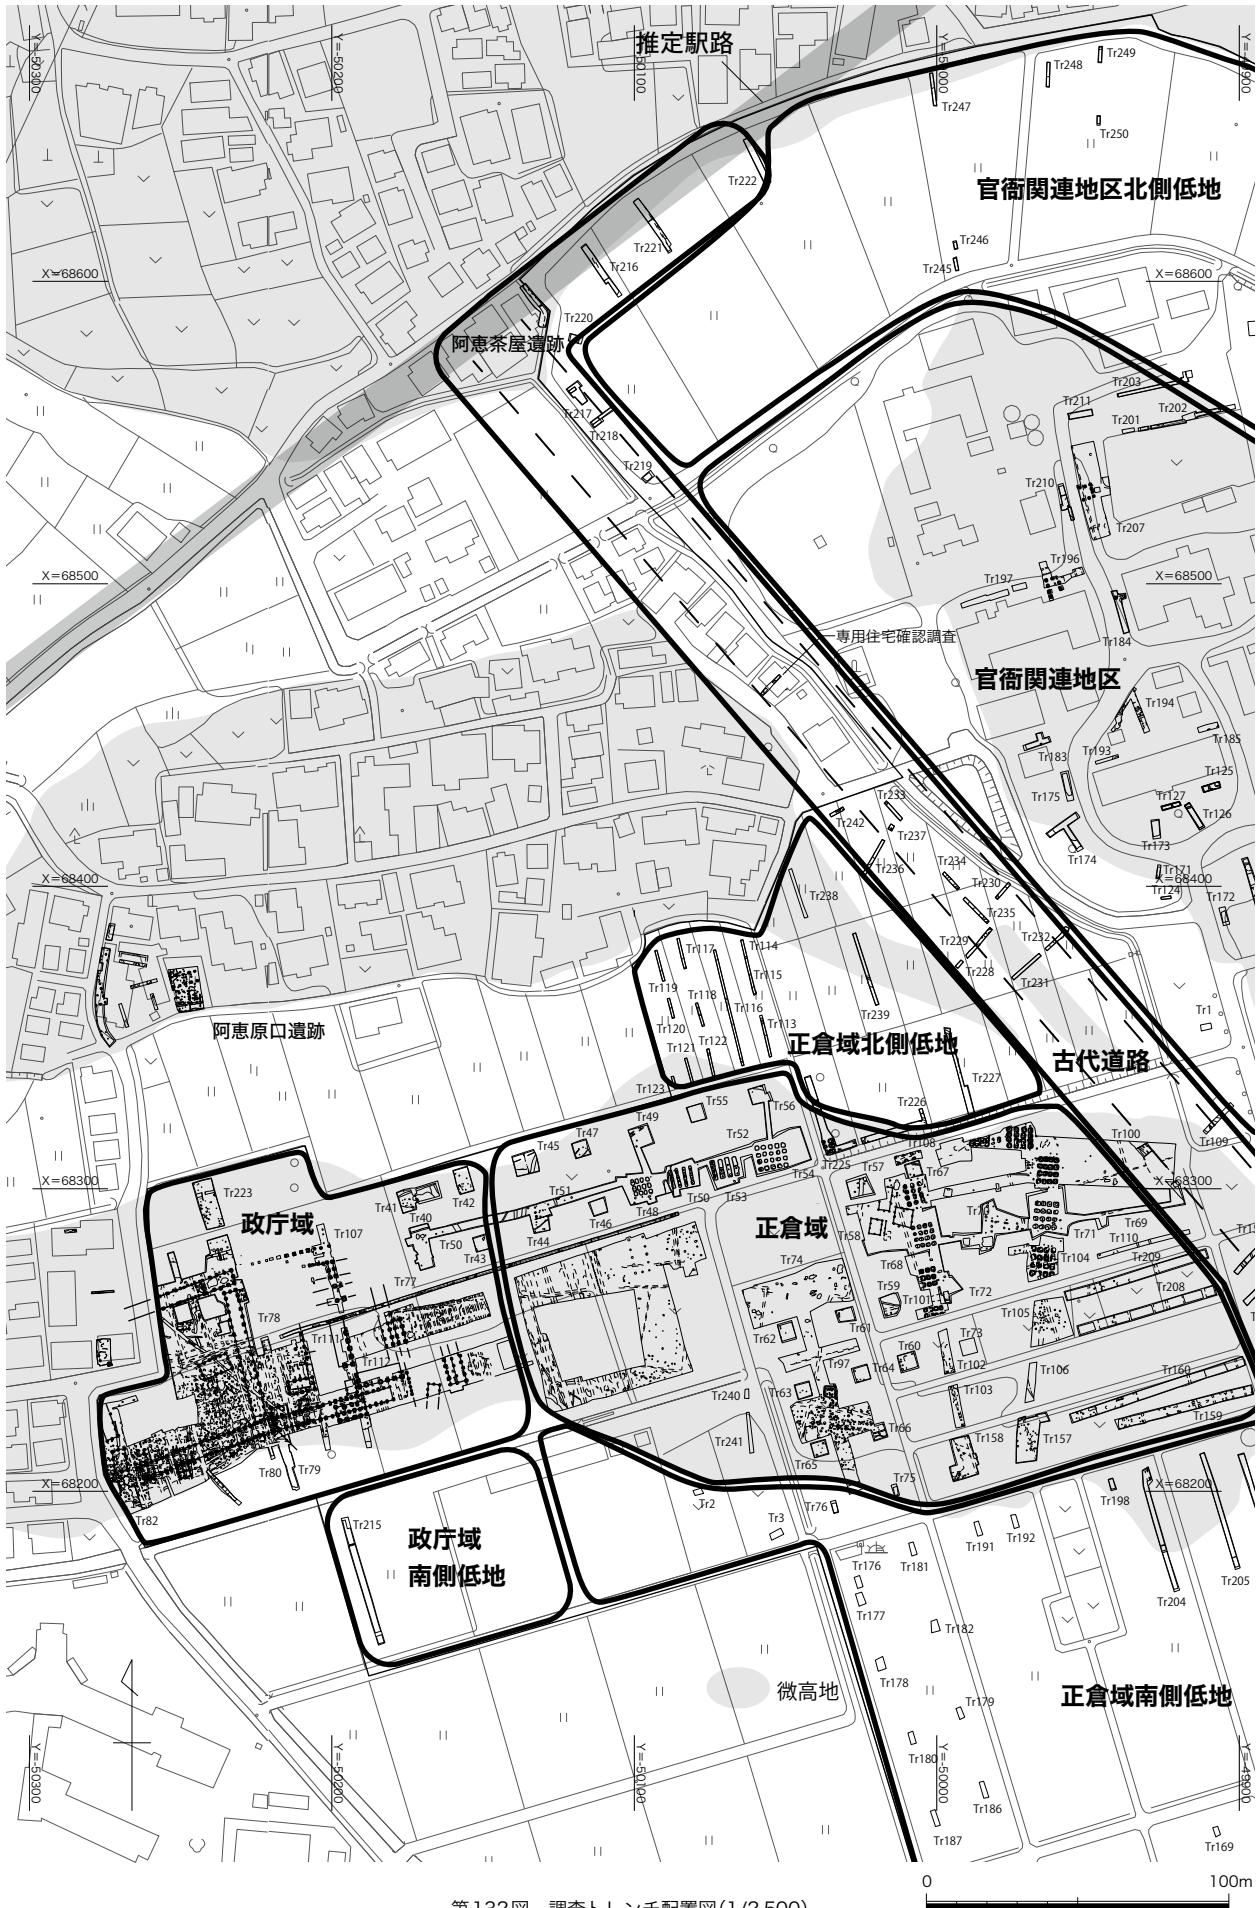 Y=-50300
Y=-50200
Y=-50100
Y=-50000
推定駅路
Tr249
Tr248
Tr247
Tr250
Tr222
官衙関連地区北側低地
Tr221
Tr246
Tr216
Tr245
X=68600
X=68600
Tr220
阿恵茶屋遺跡
Tr203
Tr211
Tr202
Tr201
Tr217
Tr218
Tr219
Tr210
Tr207
Tr196
X=68500
X=68500
Tr197
専用住宅確認調査
Tr184
官衙関連地区
Tr194
Tr185
Tr193
Tr183
Tr125
Tr175
Tr127
Tr126
Tr233
Tr242
Tr237
Tr173
Tr174
Tr234
Tr236
Tr230
Tr171
X=68400
X=68400
Tr124
Tr238
Tr172
Tr235
Tr229
Tr232
Tr117
Tr114
Tr228
Tr115
Tr231
Tr119
Tr118
Tr116
Tr239
Tr1
Tr120
Tr113
阿恵原口遺跡
Tr122
Tr121
正倉域北側低地
古代道路
Tr227
Tr123
Tr55
Tr56
Tr226
Tr49
Tr109
Tr45
Tr47
Tr52
Tr108
Tr100
Tr225
Tr57
Tr67
Tr54
X=68300
X=68300
Tr223
Tr51
Tr50
Tr53
Tr42
Tr41
Tr40
Tr48
Tr46
政庁域
正倉域
Tr107
Tr50
Tr43
Tr44
Tr58
Tr71
Tr69
Tr110
Tr74
Tr68
Tr104
Tr209
Tr77
Tr59
Tr72
Tr208
Tr101
Tr78
Tr105
Tr61
Tr62
Tr111
Tr73
Tr60
Tr112
Tr97
Tr64
Tr102
Tr106
Tr160
Tr63
Tr240
Tr103
Tr159
Tr66
Tr241
Tr158
Tr157
Tr65
Tr80
Tr79
Tr75
X=68200
X=68200
Tr198
Tr2
Tr76
Tr82
Tr215
Tr3
政庁域
南側低地
Tr191
Tr192
Tr176
Tr181
Tr205
Tr177
Tr204
Tr182
Tr178
微高地
正倉域南側低地
Tr179
Tr180
Tr186
Tr187
Tr169
Y=-50300
Y=-50200
Y=-50100
Y=-50000
Y=-49900
0
100m
第132図 調査トレンチ配置図(1/2,500)